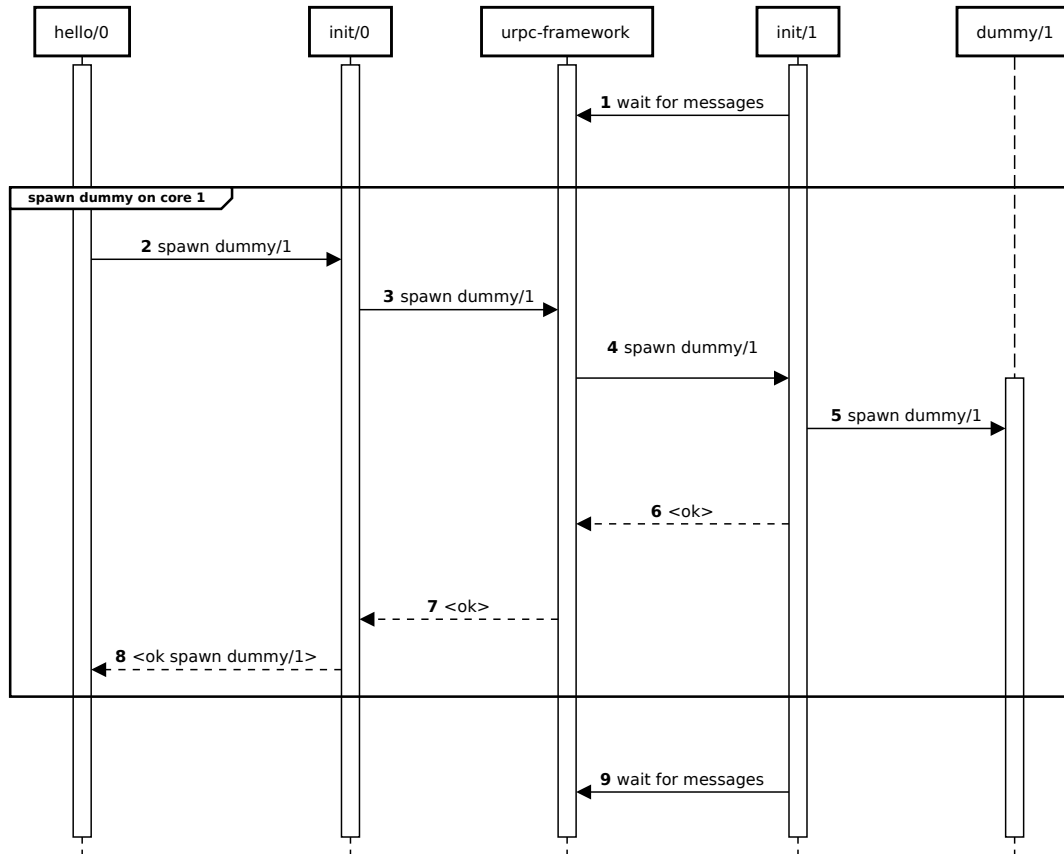 hello/0
init/0
urpc-framework
init/1
dummy/1
1 wait for messages
spawn dummy on core 1
2 spawn dummy/1
3 spawn dummy/1
4 spawn dummy/1
5 spawn dummy/1
6 <ok>
7 <ok>
8 <ok spawn dummy/1>
9 wait for messages